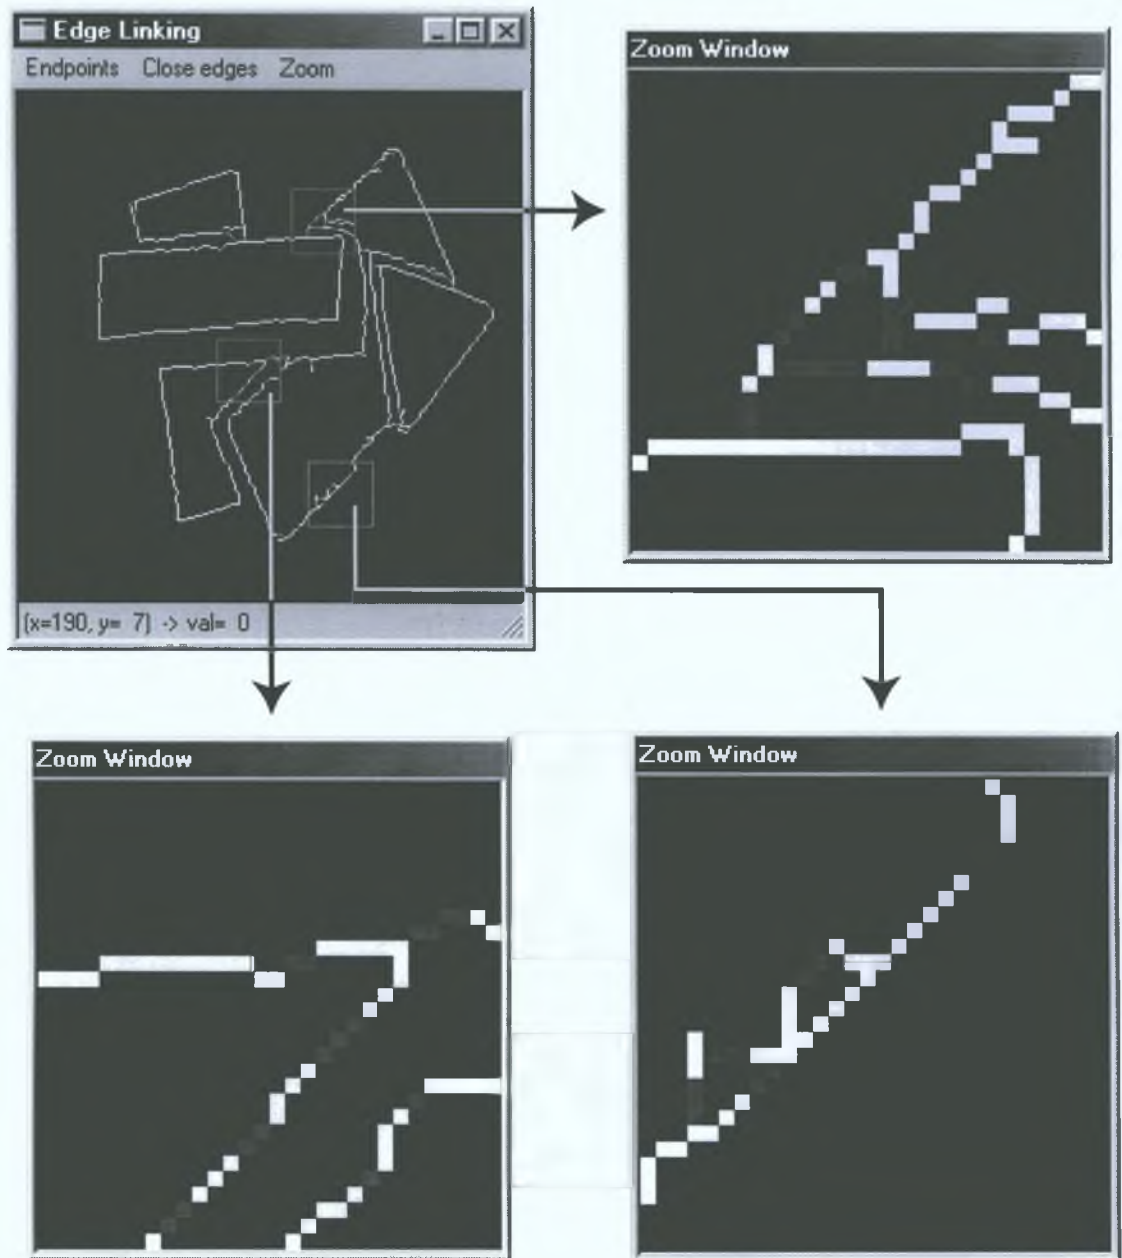 Edge Linking
Endpoints Close edges Zoom
(x=190, y= 7) -> val= 0
Zoom Window
Zoom Window
Zoom Window